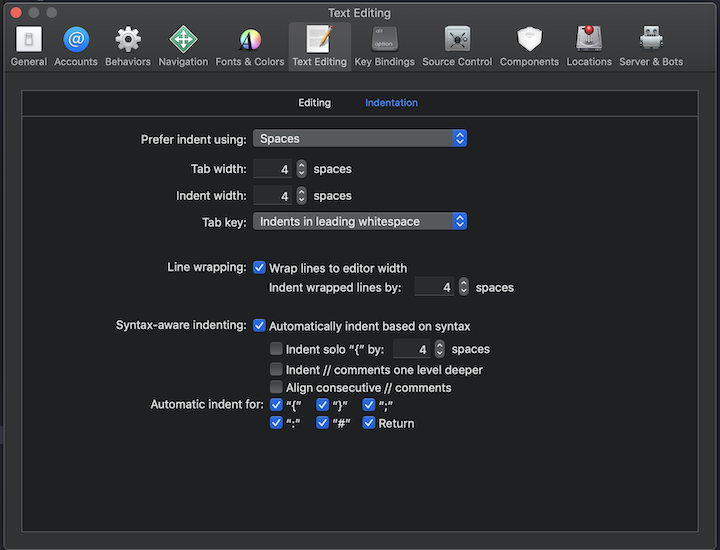 Text Editing
General Accounts Behaviors Navigation Fonts & Colors Text Editing Key Bindings Source Control Components Locations Server & Bots
Editing Indentation
Prefer indent using: Spaces
Tab width: 4 spaces
Indent width: 4 spaces
Tab key: Indents in leading whitespace
Line wrapping: Wrap lines to editor width
Indent wrapped lines by: 4 spaces
Syntax-aware indenting: Automatically indent based on syntax
Indent solo “{” by: 4 spaces
Indent // comments one level deeper
Align consecutive // comments
Automatic indent for: “{” “}” “;”
“:” “#” Return